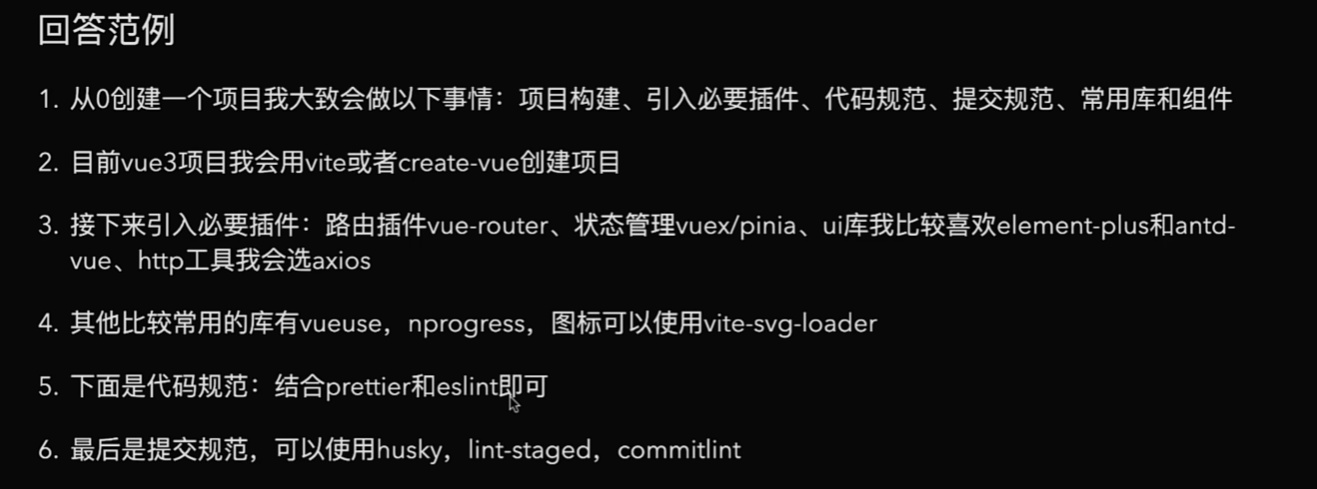 回答范例
1. 从0创建一个项目我大致会做以下事情：项目构建、引入必要插件、代码规范、提交规范、常用库和组件
2. 目前vue3项目我会用vite或者create-vue创建项目
3. 接下来引入必要插件：路由插件vue-router、状态管理vuex/pinia、ui库我比较喜欢element-plus和antd-
vue、http工具我会选axios
4. 其他比较常用的库有vueuse，nprogress，图标可以使用vite-svg-loader
5. 下面是代码规范：结合prettier和eslint即可
6. 最后是提交规范，可以使用husky，lint-staged，commitlint